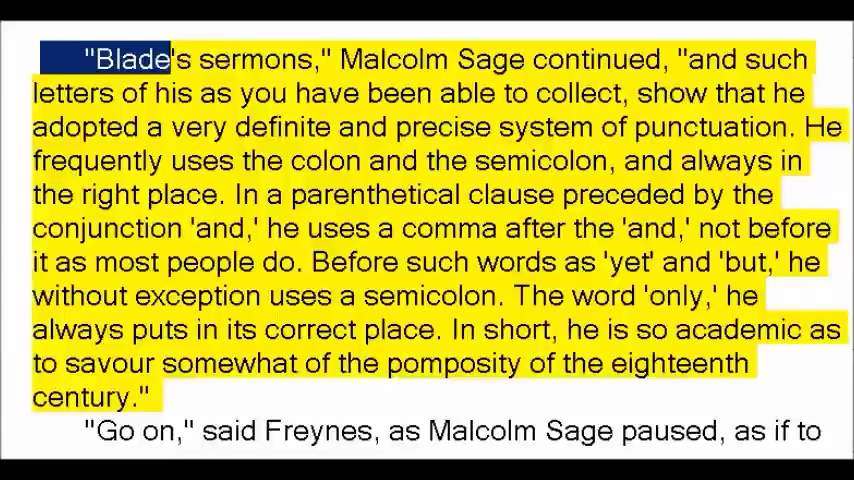 "Blade's sermons," Malcolm Sage continued, "and such
letters of his as you have been able to collect, show that he
adopted a very definite and precise system of punctuation. He
frequently uses the colon and the semicolon, and always in
the right place. In a parenthetical clause preceded by the
conjunction 'and,' he uses a comma after the 'and,' not before
it as most people do. Before such words as 'yet' and 'but,' he
without exception uses a semicolon. The word 'only,' he
always puts in its correct place. In short, he is so academic as
to savour somewhat of the pomposity of the eighteenth
century."
"Go on," said Freynes, as Malcolm Sage paused, as if to